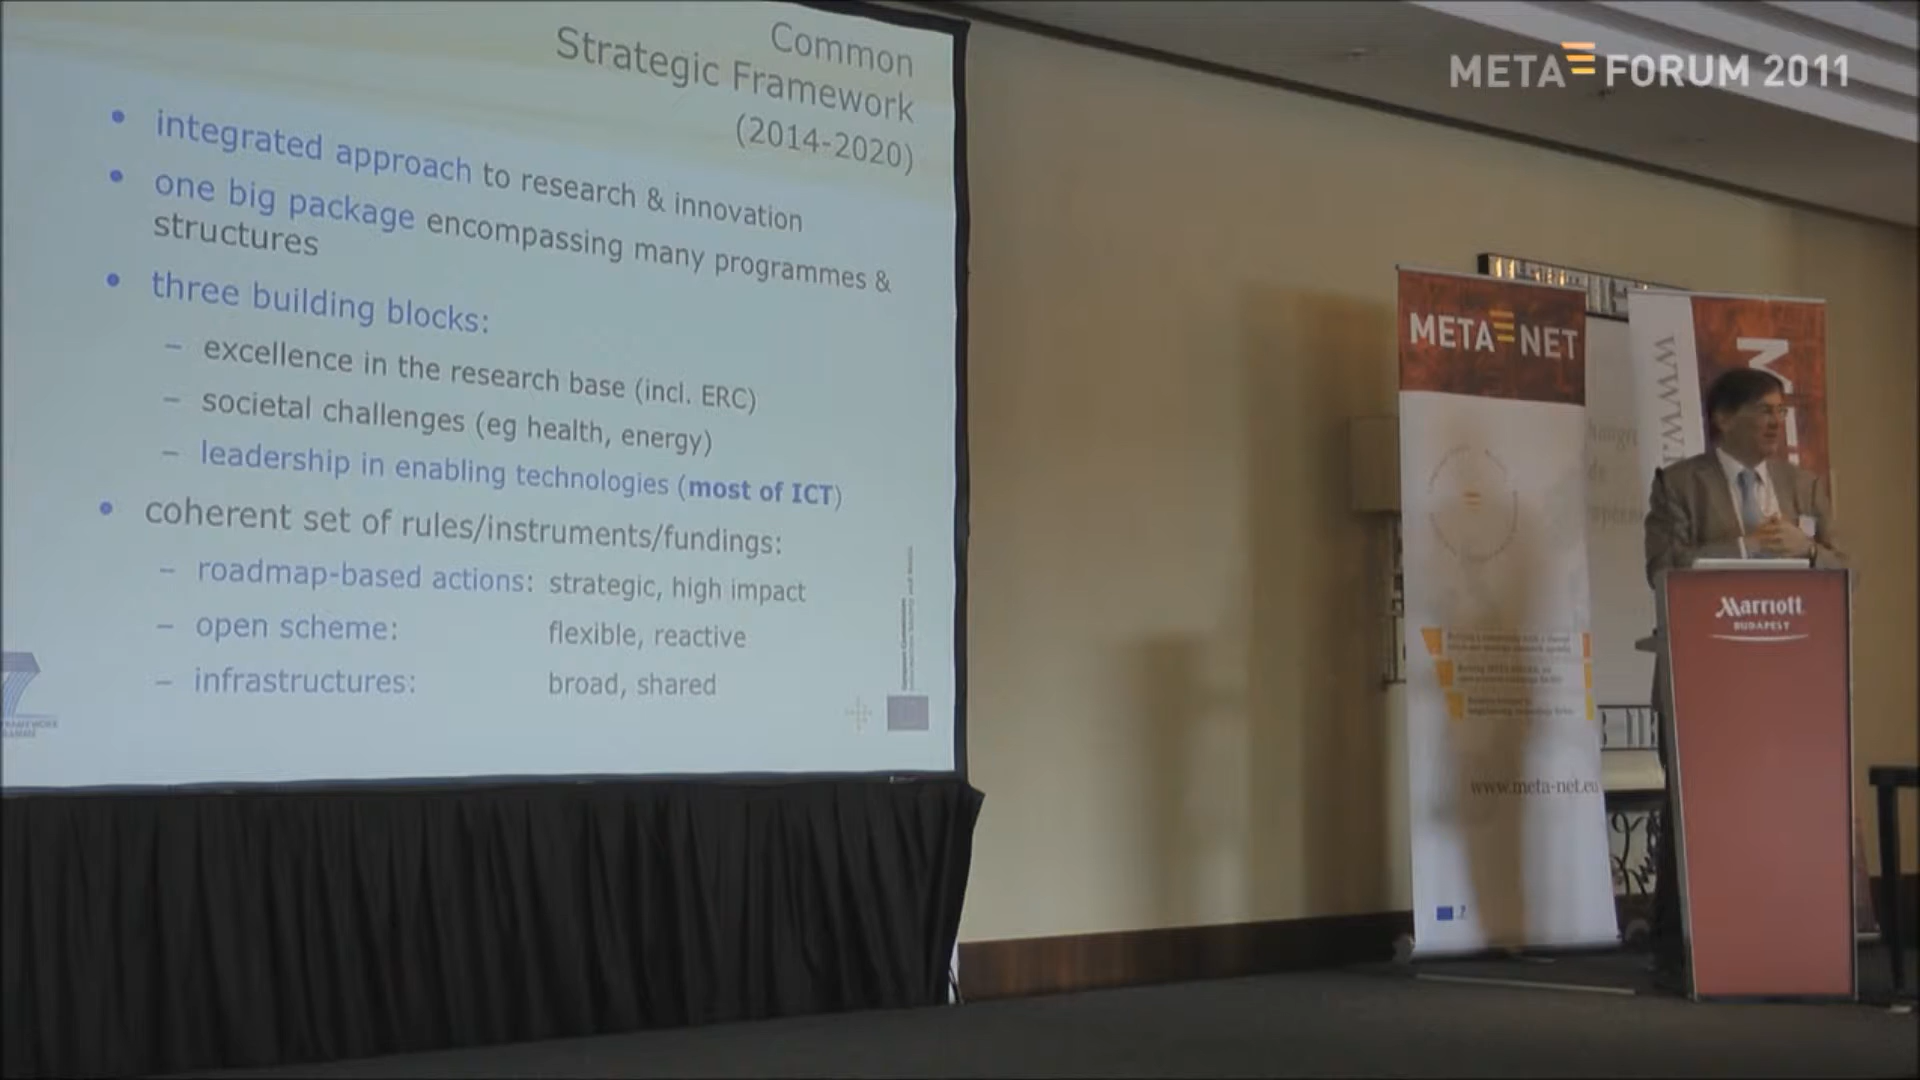 Common
Strategic Framework
(2014-2020)
• integrated approach to research & innovation
• one big package encompassing many programmes &
structures
• three building blocks:
– excellence in the research base (incl. ERC)
– societal challenges (eg health, energy)
– leadership in enabling technologies (most of ICT)
• coherent set of rules/instruments/fundings:
– roadmap-based actions: strategic, high impact
– open scheme: flexible, reactive
– infrastructures: broad, shared
META FORUM 2011
META NET
www.meta-net.eu
Marriott
BUDAPEST